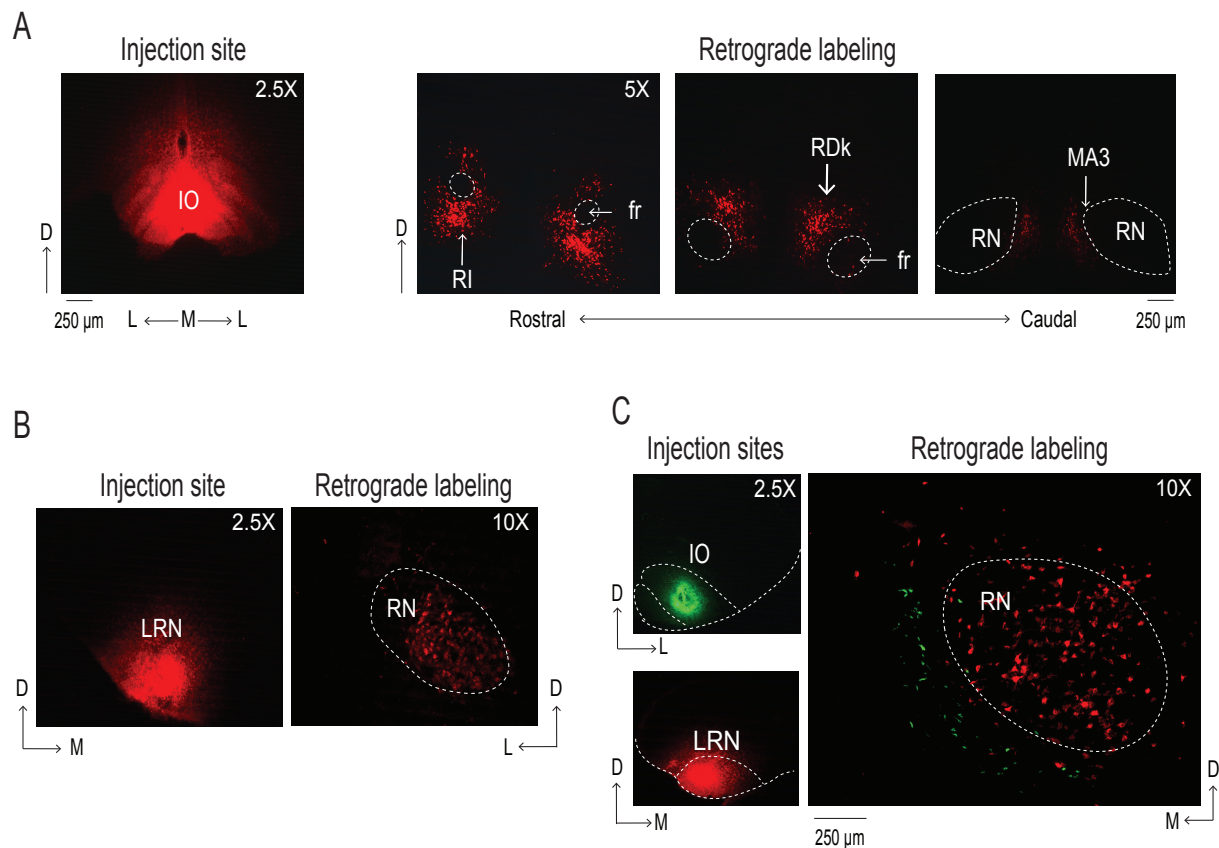 A
Injection site
Retrograde labeling
2.5X
5X
IO
RI
fr
RDk
fr
MA3
RN
RN
D
D
250 µm
L M L
Rostral
Caudal
250 µm
B
Injection site
Retrograde labeling
2.5X
10X
LRN
RN
D
M
D
L
C
Injection sites
Retrograde labeling
2.5X
10X
IO
D
L
RN
LRN
D
M
250 µm
D
M